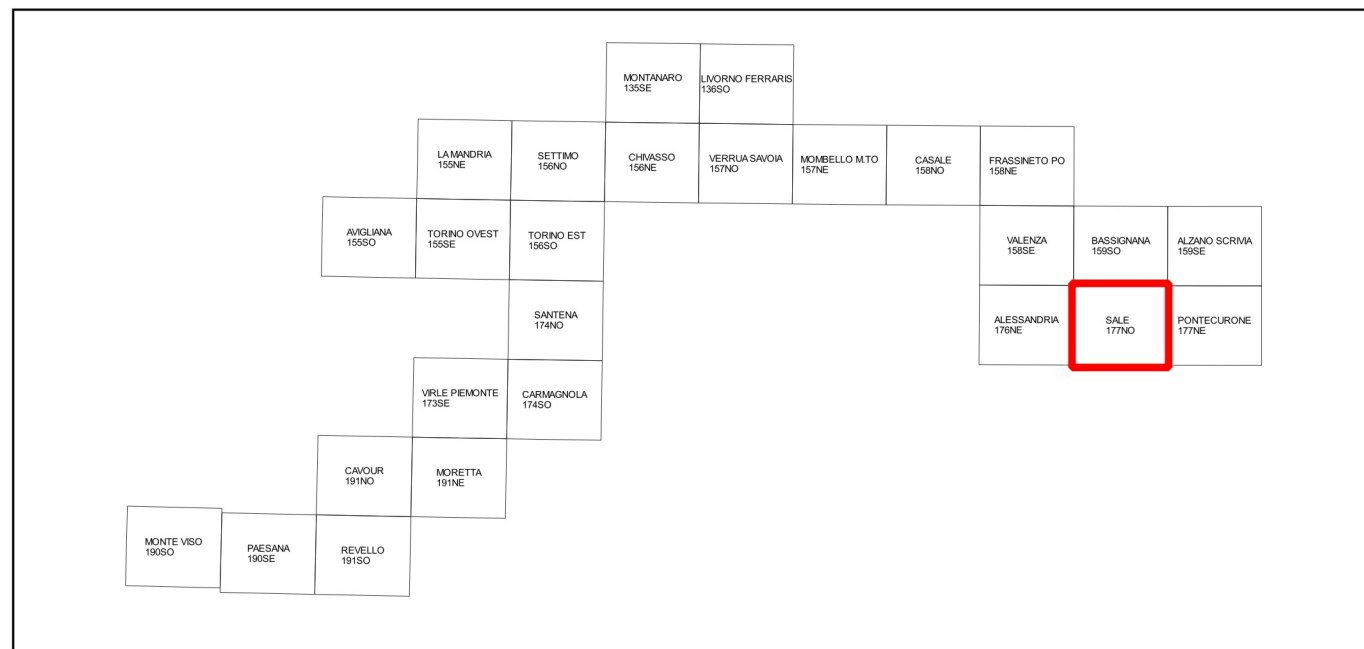 MONTANARO
135SE
LIVORNO FERRARIS
136SO
LA MANDRIA
155NE
SETTIMO
156NO
CHIVASSO
156NE
VERRUA SAVOIA
157NO
MOMBELLO M.TO
157NE
CASALE
158NO
FRASSINETO PO
158NE
AVIGLIANA
155SO
TORINO OVEST
155SE
TORINO EST
156SO
VALENZA
158SE
BASSIGNANA
159SO
ALZANO SCRIVIA
159SE
SANTENA
174NO
ALESSANDRIA
176NE
SALE
177NO
PONTECURONE
177NE
VIRLE PIEMONTE
173SE
CARMAGNOLA
174SO
CAVOUR
191NO
MORETTA
191NE
MONTE VISO
190SO
PAESANA
190SE
REVELLO
191SO